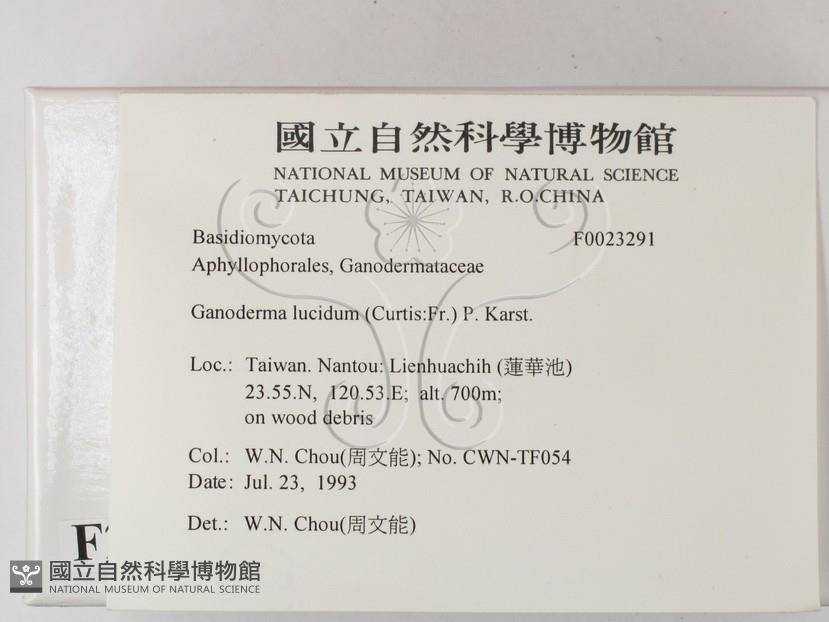 國立自然科學博物館
NATIONAL MUSEUM OF NATURAL SCIENCE
TAICHUNG, TAIWAN, R.O.CHINA
Basidiomycota F0023291
Aphyllophorales, Ganodermataceae
Ganoderma lucidum (Curtis:Fr.) P. Karst.
Loc.: Taiwan. Nantou: Lienhuachih (蓮華池)
23.55.N, 120.53.E; alt. 700m;
on wood debris
Col.: W.N. Chou(周文能); No. CWN-TF054
Date: Jul. 23, 1993
Det.: W.N. Chou(周文能)
國立自然科學博物館
NATIONAL MUSEUM OF NATURAL SCIENCE